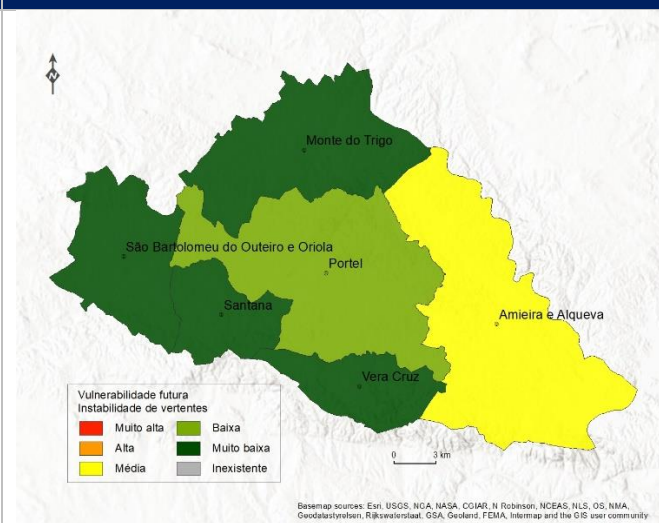 N
Monte do Trigo
São Bartolomeu do Outeiro e Oriola
Portel
Santana
Amieira e Alqueva
Vera Cruz
Vulnerabilidade futura
Instabilidade de vertentes
Muito alta
Baixa
Alta
Muito baixa
Média
Inexistente
0 3 km
Basemap sources: Esri, USGS, NGA, NASA, CGIAR, N Robinson, NCEAS, NLS, OS, NMA,
Geodatastyrelsen, Rijkswaterstaat, GSA, Geoland, FEMA, Intermap and the GIS user community